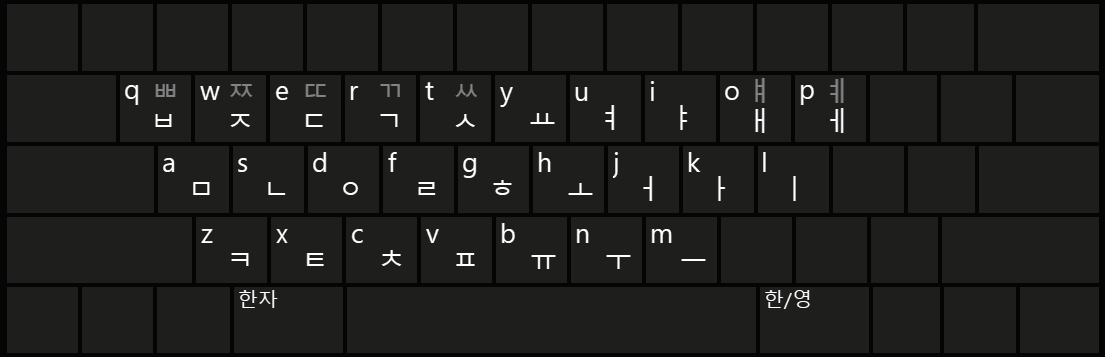 q ㅃ w ㅉ e ㄸ r ㄲ t ㅆ y u i o ㅒ p ㅖ
ㅂ ㅈ ㄷ ㄱ ㅅ ㅛ ㅕ ㅑ ㅐ ㅔ
a s d f g h j k l
ㅁ ㄴ ㅇ ㄹ ㅎ ㅗ ㅓ ㅏ ㅣ
z x c v b n m
ㅋ ㅌ ㅊ ㅍ ㅠ ㅜ ㅡ
한자 한/영